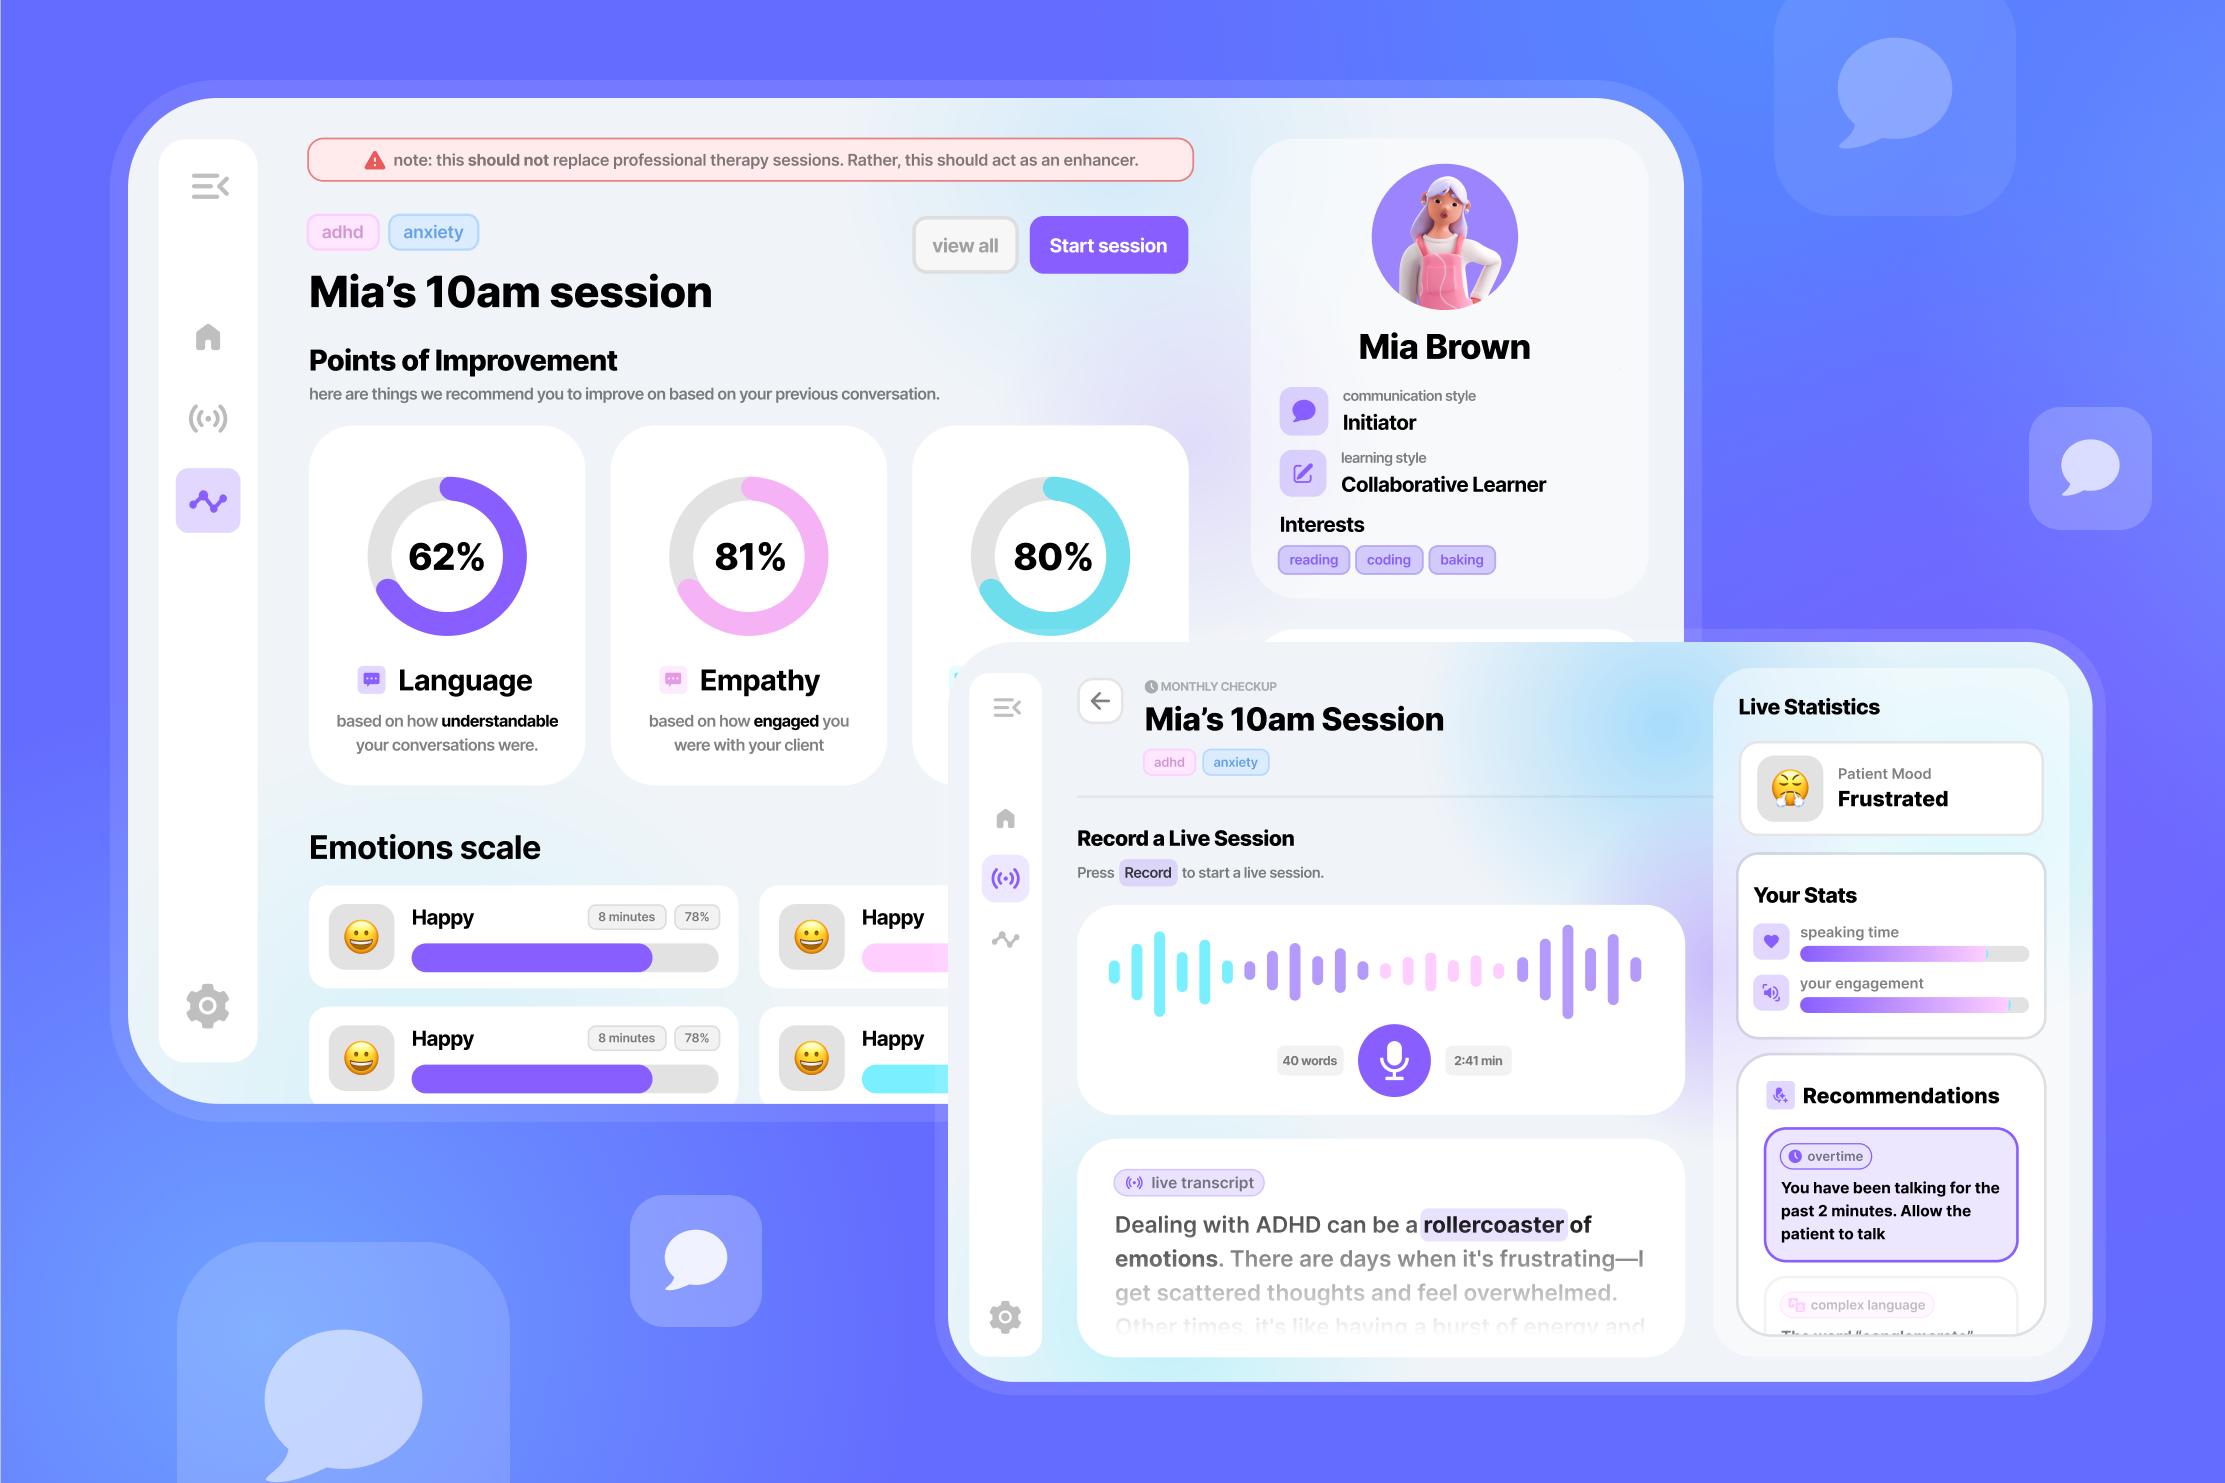 note: this should not replace professional therapy sessions. Rather, this should act as an enhancer.
adhd
anxiety
view all
Start session
Mia’s 10am session
Points of Improvement
here are things we recommend you to improve on based on your previous conversation.
62%
Language
based on how understandable
your conversations were.
81%
Empathy
based on how engaged you
were with your client
80%
Emotions scale
Happy
8 minutes
78%
Happy
Happy
8 minutes
78%
Happy
Mia Brown
communication style
Initiator
learning style
Collaborative Learner
Interests
reading
coding
baking
MONTHLY CHECKUP
Mia’s 10am Session
adhd
anxiety
Record a Live Session
Press Record to start a live session.
40 words
2:41 min
live transcript
Dealing with ADHD can be a rollercoaster of
emotions. There are days when it's frustrating—I
get scattered thoughts and feel overwhelmed.
Other times, it's like having a burst of energy and
Live Statistics
Patient Mood
Frustrated
Your Stats
speaking time
your engagement
Recommendations
overtime
You have been talking for the
past 2 minutes. Allow the
patient to talk
complex language
The word “conglomerate”